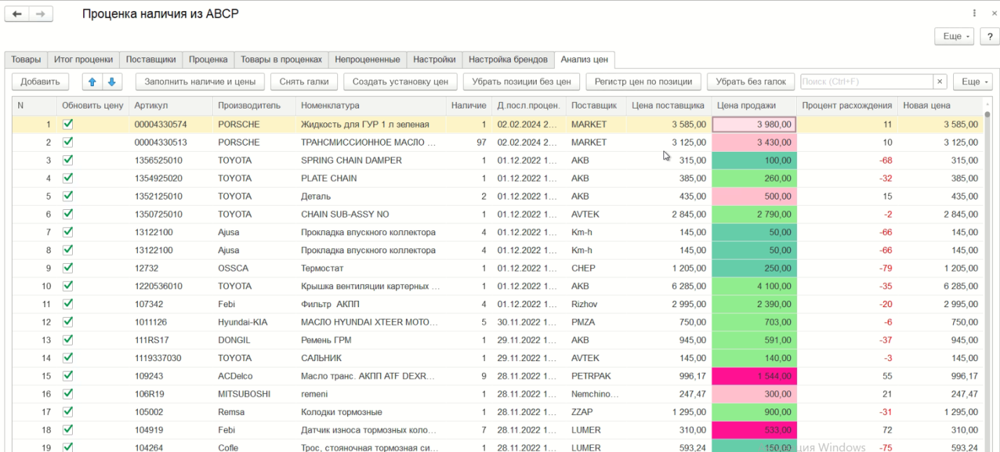 Проценка наличия из АВСР
Еще ?
Товары Итог проценки Поставщики Проценка Товары в проценках Непроцененные Настройки Настройка брендов Анализ цен
Добавить Заполнить наличие и цены Снять галки Создать установку цен Убрать позиции без цен Регистр цен по позиции Убрать без галок Поиск (Ctrl+F) × Еще
N Обновить цену Артикул Производитель Номенклатура Наличие Д.посл.процен. Поставщик Цена поставщика Цена продажи Процент расхождения Новая цена
1 00004330574 PORSCHE Жидкость для ГУР 1 л зеленая 1 02.02.2024 2... MARKET 3 585,00 3 980,00 11 3 585,00
2 00004330513 PORSCHE ТРАНСМИССИОННОЕ МАСЛО ... 97 02.02.2024 2... MARKET 3 125,00 3 430,00 10 3 125,00
3 1356525010 TOYOTA SPRING CHAIN DAMPER 1 01.12.2022 1... AKB 315,00 100,00 -68 315,00
4 1354925020 TOYOTA PLATE CHAIN 1 01.12.2022 1... AKB 385,00 260,00 -32 385,00
5 1352125010 TOYOTA Деталь 2 01.12.2022 1... AKB 435,00 500,00 15 435,00
6 1350725010 TOYOTA CHAIN SUB-ASSY NO 1 01.12.2022 1... AVTEK 2 845,00 2 790,00 -2 2 845,00
7 13122100 Ajusa Прокладка впускного коллектора 4 01.12.2022 1... Km-h 145,00 50,00 -66 145,00
8 13122100 Ajusa Прокладка впускного коллектора 4 01.12.2022 1... Km-h 145,00 50,00 -66 145,00
9 12732 OSSCA Термостат 1 01.12.2022 1... CHEP 1 205,00 250,00 -79 1 205,00
10 1220536010 TOYOTA Крышка вентиляции картерных ... 1 01.12.2022 1... AKB 6 285,00 4 100,00 -35 6 285,00
11 107342 Febi Фильтр АКПП 4 01.12.2022 1... Rizhov 2 995,00 2 390,00 -20 2 995,00
12 1011126 Hyundai-KIA МАСЛО HYUNDAI XTEER MOTO... 5 30.11.2022 1... PMZA 750,00 703,00 -6 750,00
13 111RS17 DONGIL Ремень ГРМ 1 29.11.2022 1... AKB 945,00 591,00 -37 945,00
14 1119337030 TOYOTA САЛЬНИК 1 29.11.2022 1... AVTEK 145,00 140,00 -3 145,00
15 109243 ACDelco Масло транс. АКПП ATF DEXR... 9 28.11.2022 1... PETRPAK 996,17 1 544,00 55 996,17
16 106R19 MITSUBOSHI remeni 1 28.11.2022 1... Nemchino... 247,47 300,00 21 247,47
17 105002 Remsa Колодки тормозные 1 28.11.2022 1... ZZAP 1 295,00 900,00 -31 1 295,00
18 104919 Febi Датчик износа тормозных коло... 7 28.11.2022 1... LUMER 310,00 533,00 72 310,00
19 104264 Cofle Трос, стояночная тормозная си... 1 28.11.2022 1... LUMER 593,24 150,00 -75 593,24
Windows